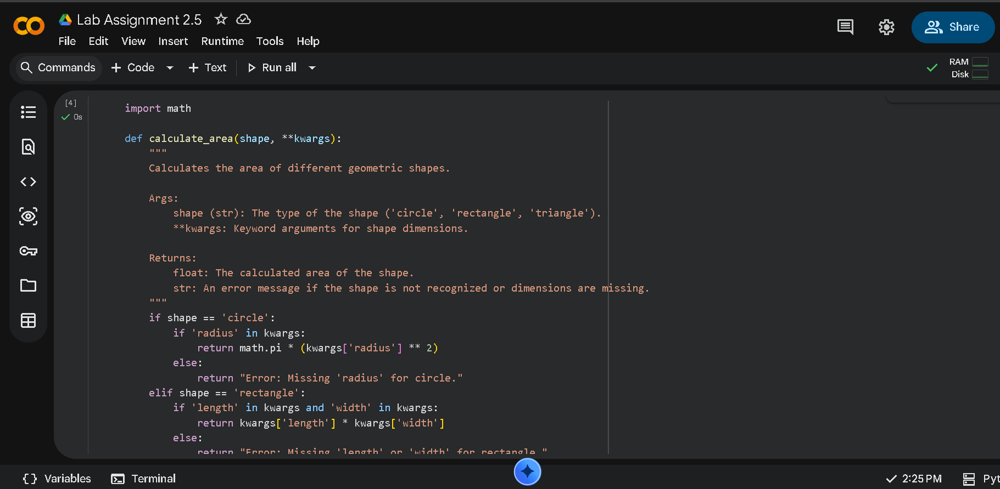 Lab Assignment 2.5
File Edit View Insert Runtime Tools Help
Share
Commands + Code + Text Run all
RAM
Disk
[4]
0s
import math
def calculate_area(shape, **kwargs):
"""
Calculates the area of different geometric shapes.
Args:
shape (str): The type of the shape ('circle', 'rectangle', 'triangle').
**kwargs: Keyword arguments for shape dimensions.
Returns:
float: The calculated area of the shape.
str: An error message if the shape is not recognized or dimensions are missing.
"""
if shape == 'circle':
if 'radius' in kwargs:
return math.pi * (kwargs['radius'] ** 2)
else:
return "Error: Missing 'radius' for circle."
elif shape == 'rectangle':
if 'length' in kwargs and 'width' in kwargs:
return kwargs['length'] * kwargs['width']
else:
return "Error: Missing 'length' or 'width' for rectangle."
{} Variables Terminal
2:25 PM Pyt